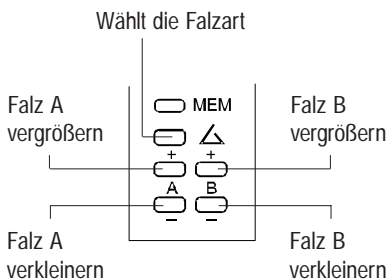 Wählt die Falzart
Falz A
vergrößern
MEM
Falz B
vergrößern
+ +
A B
– –
Falz A
verkleinern
Falz B
verkleinern